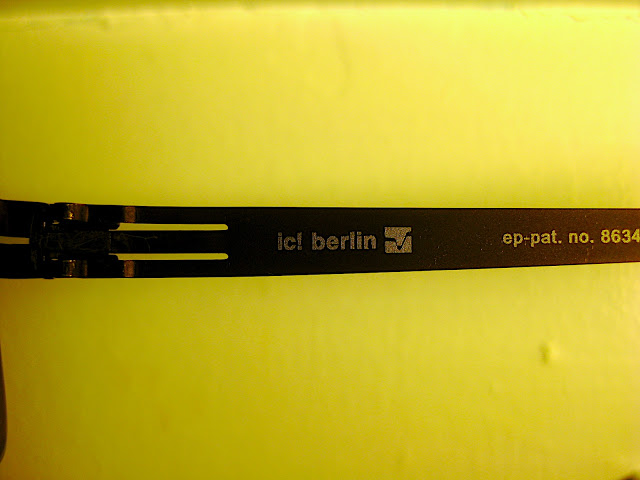 ic! berlin ep-pat. no. 8634